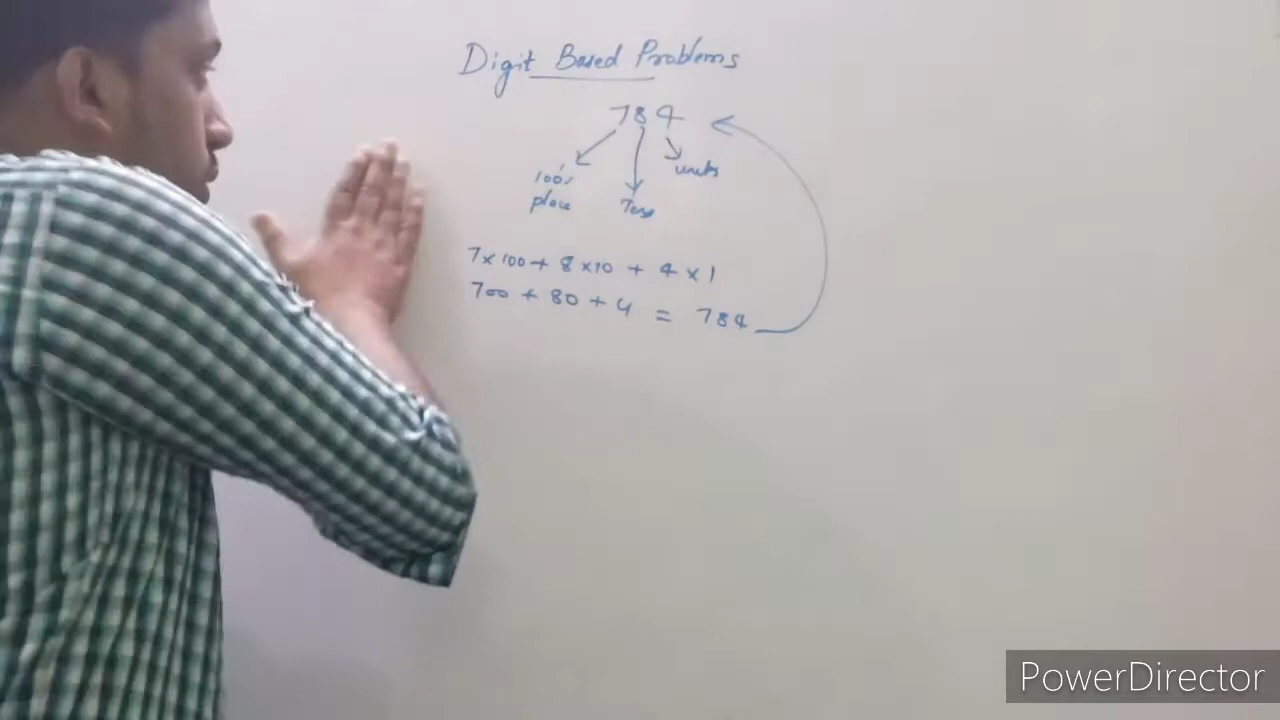 Digit Based Problems
784
100's place
Tens
units
7×100 + 8×10 + 4×1
700 + 80 + 4 = 784
PowerDirector